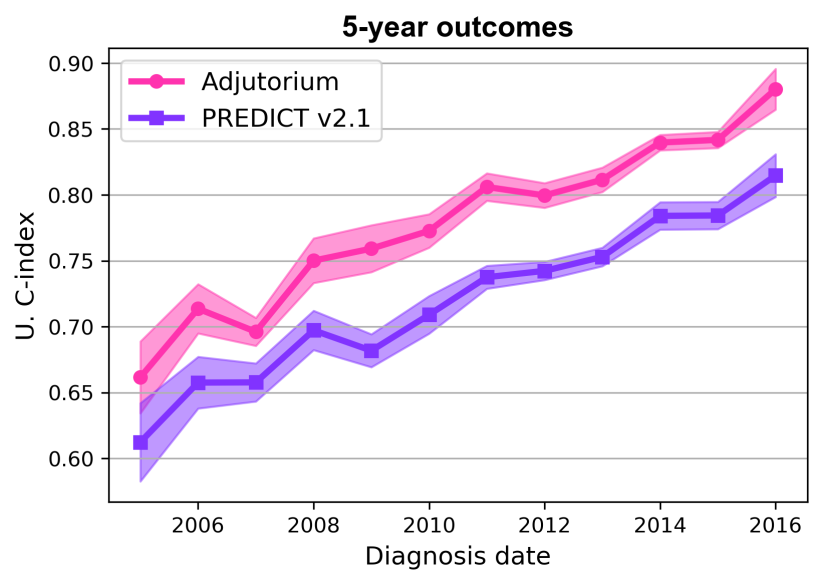 5-year outcomes
Adjutorium
PREDICT v2.1
U. C-index
0.90
0.85
0.80
0.75
0.70
0.65
0.60
2006 2008 2010 2012 2014 2016
Diagnosis date